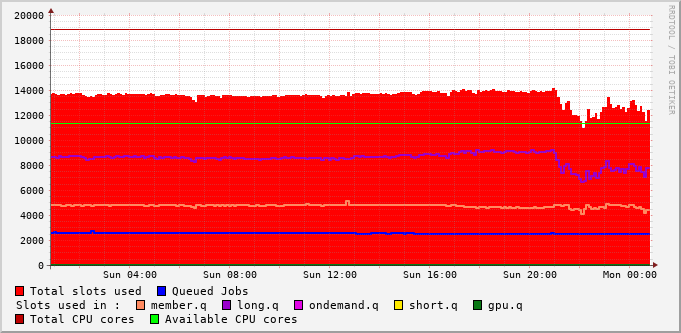 20000
18000
16000
14000
12000
10000
8000
6000
4000
2000
0
Sun 04:00 Sun 08:00 Sun 12:00 Sun 16:00 Sun 20:00 Mon 00:00
RRDTOOL / TOBI OETIKER
Total slots used Queued Jobs
Slots used in : member.q long.q ondemand.q short.q gpu.q
Total CPU cores Available CPU cores